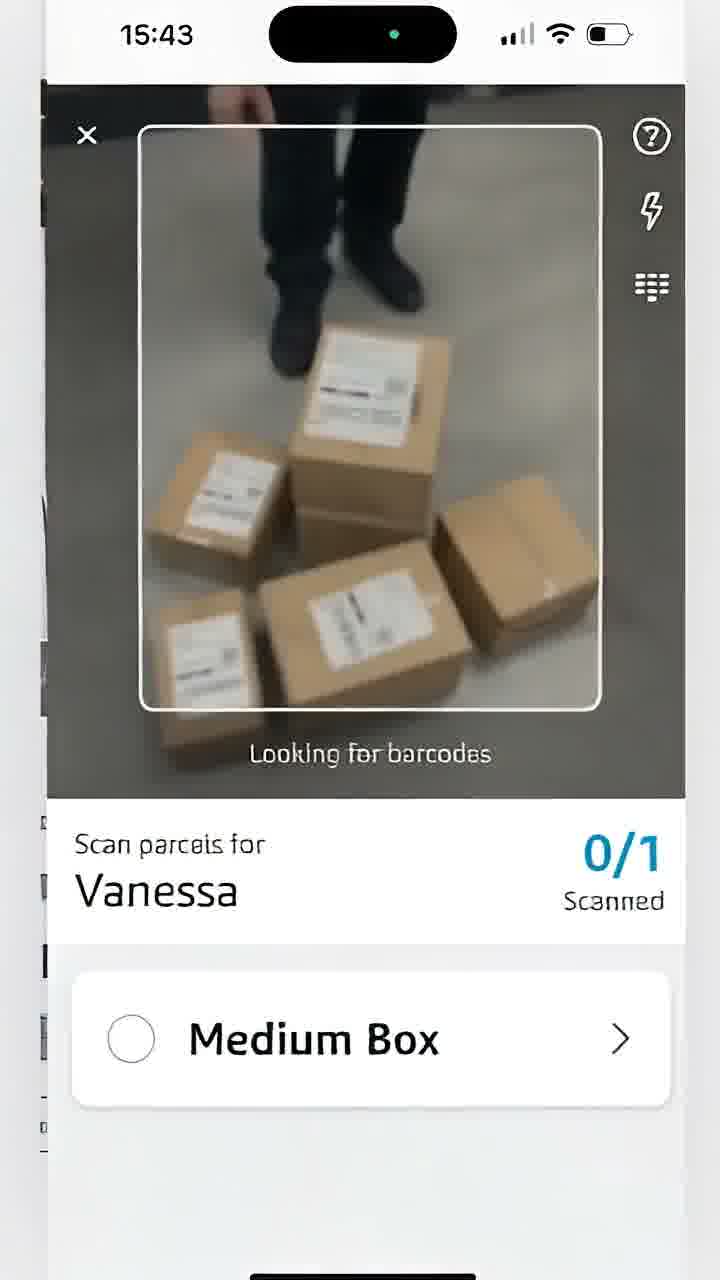 15:43
Looking for barcodes
Scan parcels for
Vanessa
0/1
Scanned
Medium Box